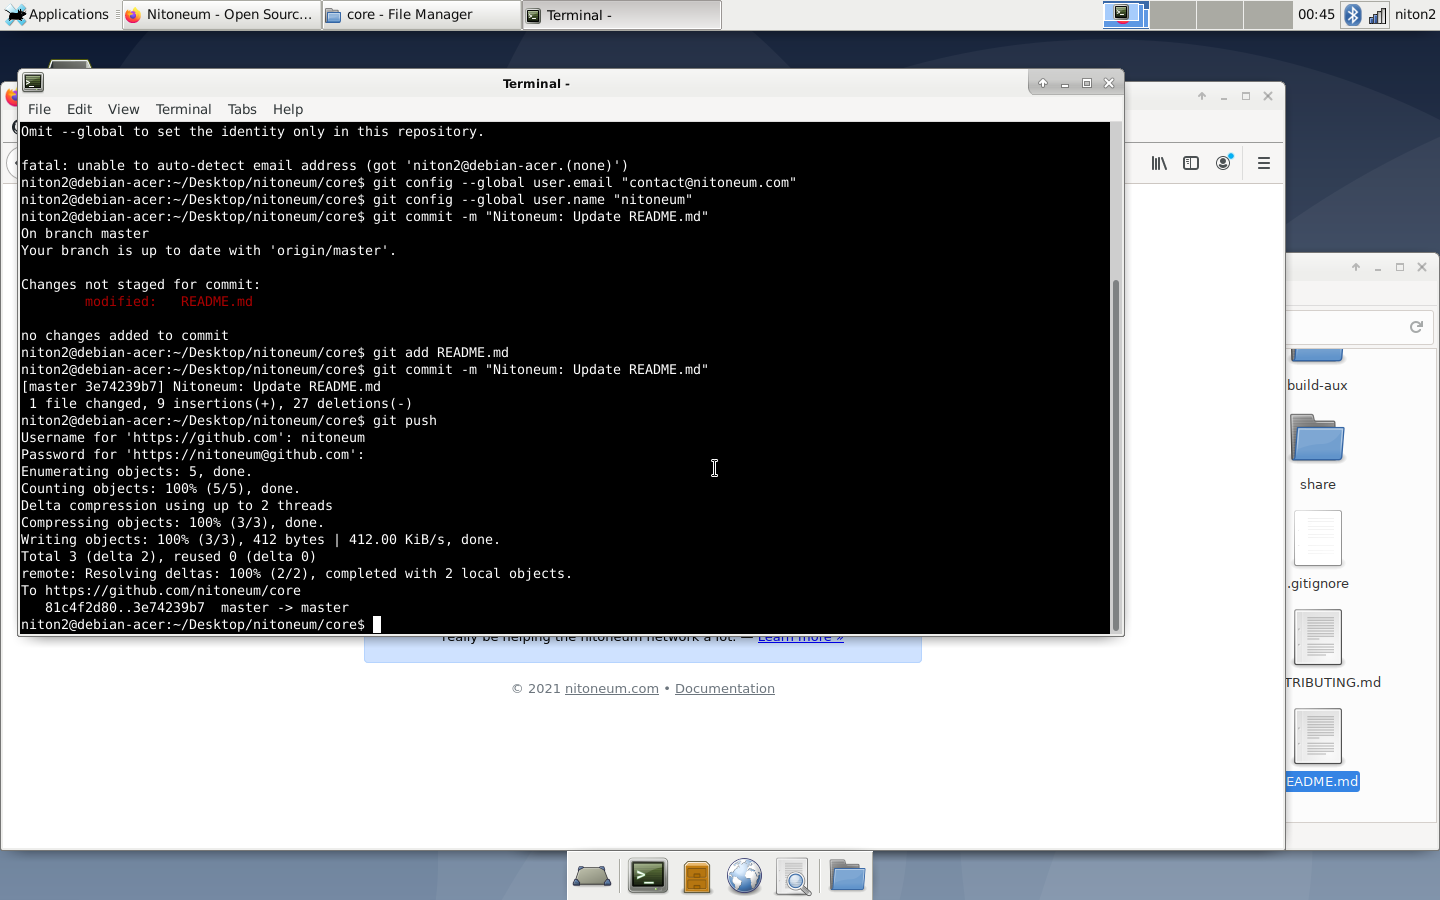 Applications
Nitoneum - Open Sourc...
core - File Manager
Terminal -
00:45
niton2
Terminal -
File Edit View Terminal Tabs Help
Omit --global to set the identity only in this repository.
fatal: unable to auto-detect email address (got 'niton2@debian-acer.(none)')
niton2@debian-acer:~/Desktop/nitoneum/core$ git config --global user.email "contact@nitoneum.com"
niton2@debian-acer:~/Desktop/nitoneum/core$ git config --global user.name "nitoneum"
niton2@debian-acer:~/Desktop/nitoneum/core$ git commit -m "Nitoneum: Update README.md"
On branch master
Your branch is up to date with 'origin/master'.
Changes not staged for commit:
modified:   README.md
no changes added to commit
niton2@debian-acer:~/Desktop/nitoneum/core$ git add README.md
niton2@debian-acer:~/Desktop/nitoneum/core$ git commit -m "Nitoneum: Update README.md"
[master 3e74239b7] Nitoneum: Update README.md
1 file changed, 9 insertions(+), 27 deletions(-)
niton2@debian-acer:~/Desktop/nitoneum/core$ git push
Username for 'https://github.com': nitoneum
Password for 'https://nitoneum@github.com':
Enumerating objects: 5, done.
Counting objects: 100% (5/5), done.
Delta compression using up to 2 threads
Compressing objects: 100% (3/3), done.
Writing objects: 100% (3/3), 412 bytes | 412.00 KiB/s, done.
Total 3 (delta 2), reused 0 (delta 0)
remote: Resolving deltas: 100% (2/2), completed with 2 local objects.
To https://github.com/nitoneum/core
81c4f2d80..3e74239b7  master -> master
niton2@debian-acer:~/Desktop/nitoneum/core$
really be helping the nitoneum network a lot. — Learn more »
© 2021 nitoneum.com • Documentation
build-aux
share
.gitignore
TRIBUTING.md
EADME.md